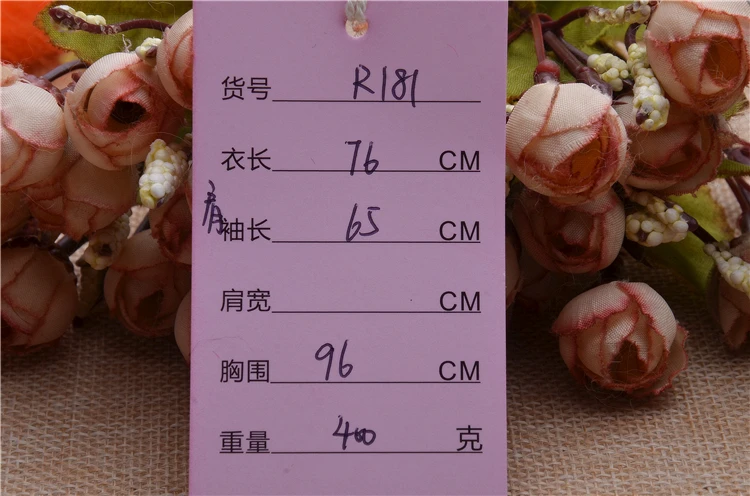 货号 R181
衣长 76 CM
肩袖长 65 CM
肩宽 CM
胸围 96 CM
重量 400 克